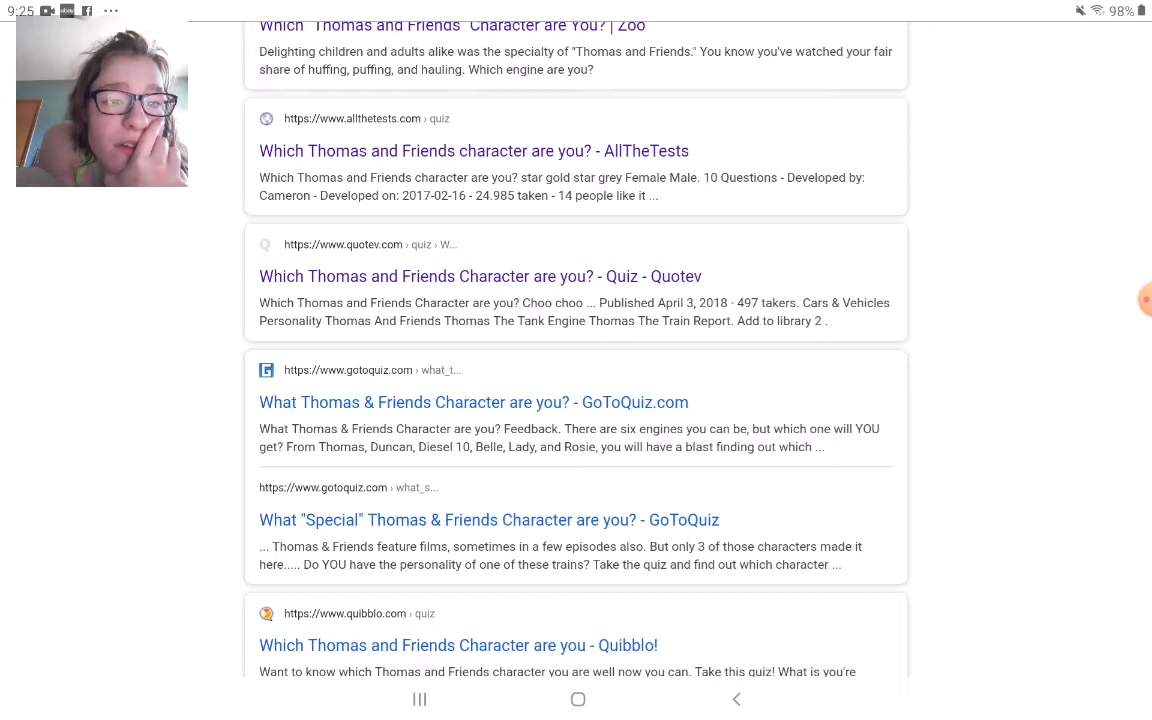 9:25 98%
Which "Thomas and Friends" Character are You? | Zoo
Delighting children and adults alike was the specialty of "Thomas and Friends." You know you've watched your fair
share of huffing, puffing, and hauling. Which engine are you?
https://www.allthetests.com › quiz
Which Thomas and Friends character are you? - AllTheTests
Which Thomas and Friends character are you? star gold star grey Female Male. 10 Questions - Developed by:
Cameron - Developed on: 2017-02-16 - 24.985 taken - 14 people like it ...
https://www.quotev.com › quiz › W...
Which Thomas and Friends Character are you? - Quiz - Quotev
Which Thomas and Friends Character are you? Choo choo ... Published April 3, 2018 · 497 takers. Cars & Vehicles
Personality Thomas And Friends Thomas The Tank Engine Thomas The Train Report. Add to library 2 .
https://www.gotoquiz.com › what_t...
What Thomas & Friends Character are you? - GoToQuiz.com
What Thomas & Friends Character are you? Feedback. There are six engines you can be, but which one will YOU
get? From Thomas, Duncan, Diesel 10, Belle, Lady, and Rosie, you will have a blast finding out which ...
https://www.gotoquiz.com › what_s...
What "Special" Thomas & Friends Character are you? - GoToQuiz
... Thomas & Friends feature films, sometimes in a few episodes also. But only 3 of those characters made it
here..... Do YOU have the personality of one of these trains? Take the quiz and find out which character ...
https://www.quibblo.com › quiz
Which Thomas and Friends Character are you - Quibblo!
Want to know which Thomas and Friends character you are well now you can. Take this quiz! What is you're